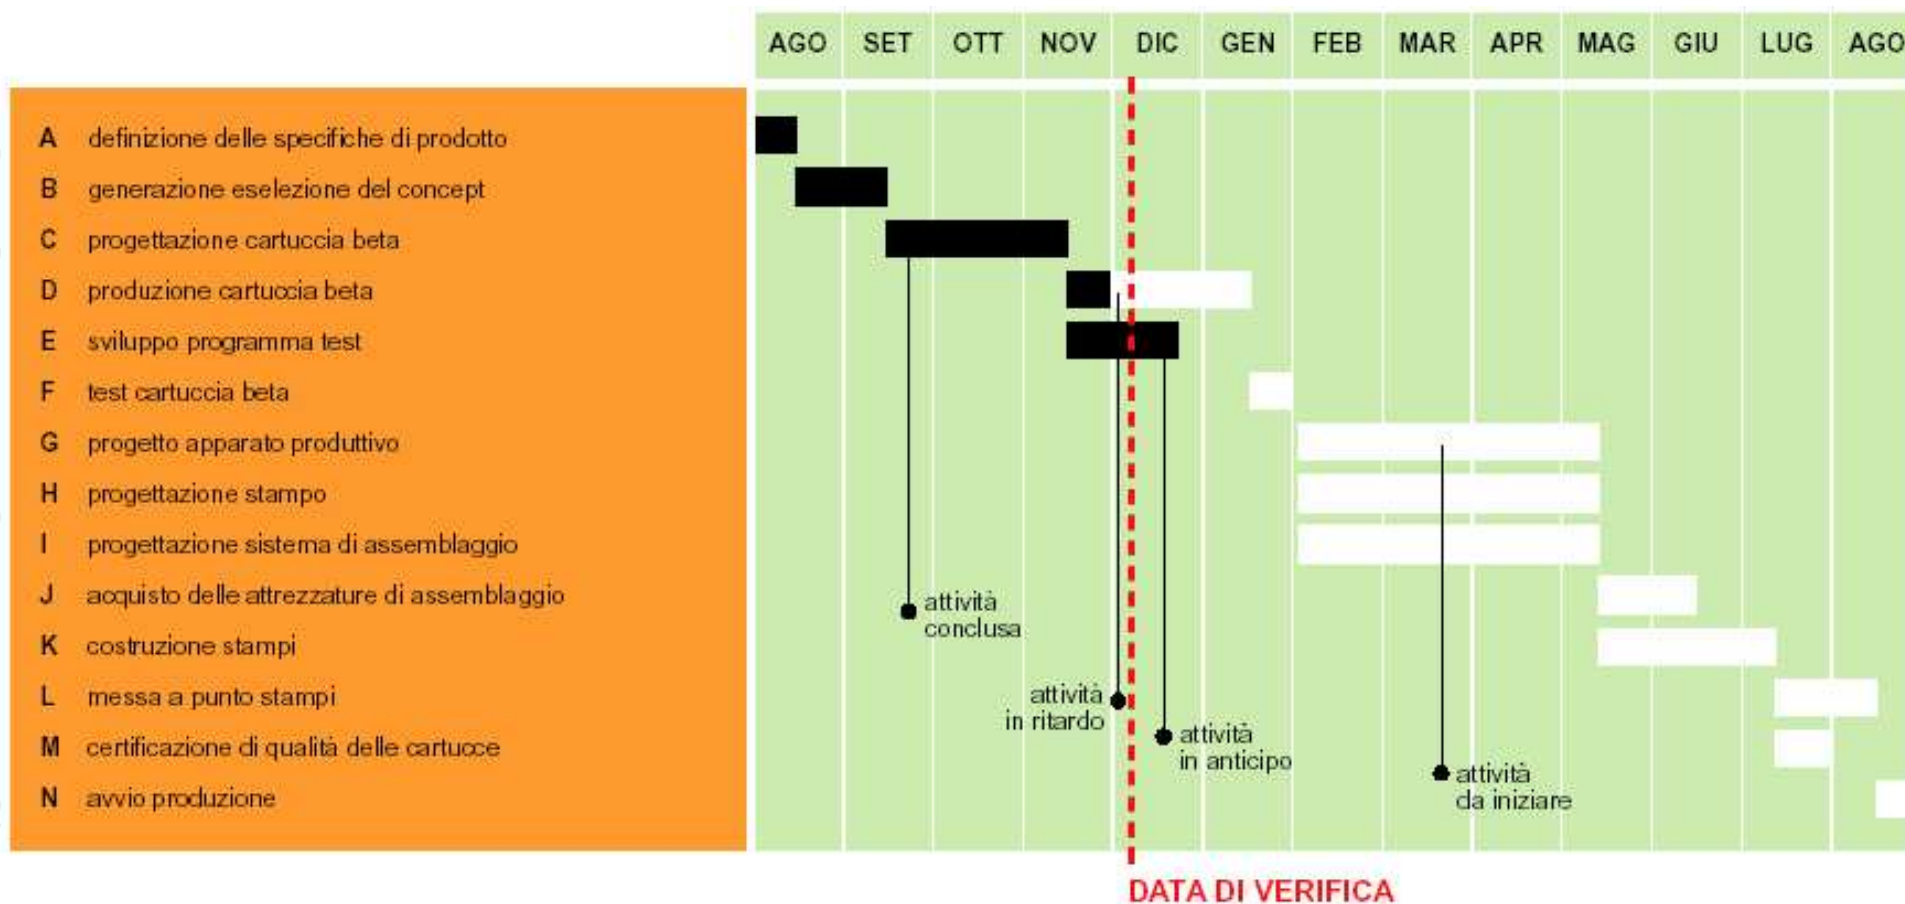 AGO SET OTT NOV DIC GEN FEB MAR APR MAG GIU LUG AGO
A definizione delle specifiche di prodotto
B generazione eselezione del concept
C progettazione cartuccia beta
D produzione cartuccia beta
E sviluppo programma test
F test cartuccia beta
G progetto apparato produttivo
H progettazione stampo
I progettazione sistema di assemblaggio
J acquisto delle attrezzature di assemblaggio
K costruzione stampi
L messa a punto stampi
M certificazione di qualità delle cartucce
N avvio produzione
attività
conclusa
attività
in ritardo
attività
in anticipo
attività
da iniziare
DATA DI VERIFICA